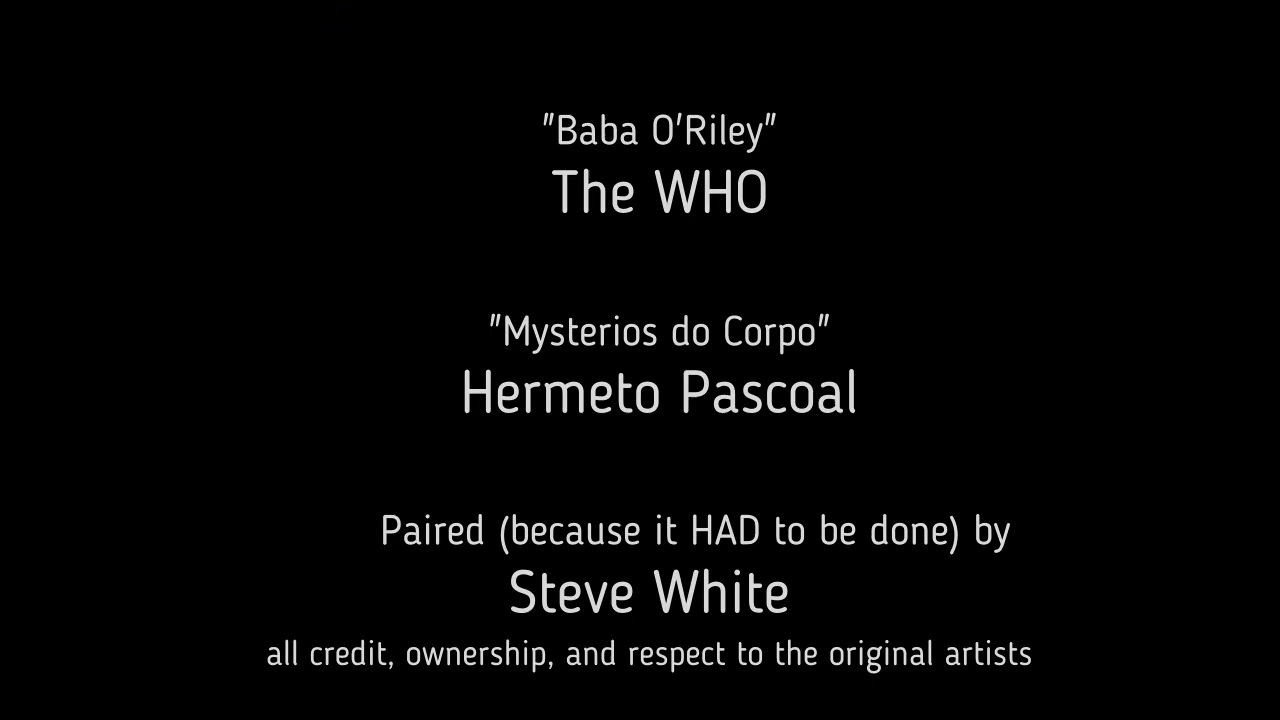 "Baba O'Riley"
The WHO
"Mysterios do Corpo"
Hermeto Pascoal
Paired (because it HAD to be done) by
Steve White
all credit, ownership, and respect to the original artists